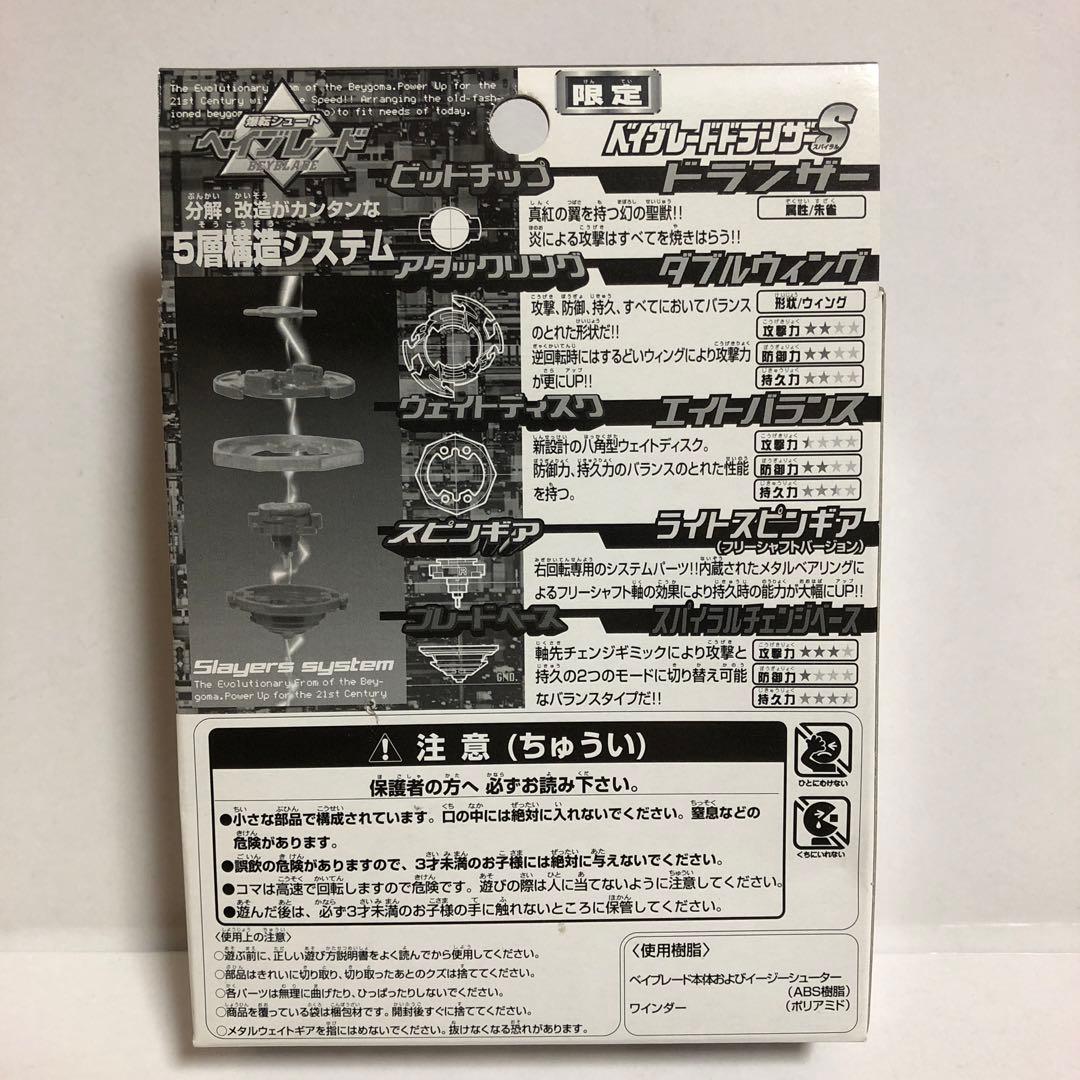 The Evolutionary From of the Beygoma.Power Up for the
21st Century wit Speed!! Arranging the old-fash-
ioned beygom to fit needs of today.
爆転シュート
ベイブレード
BEYBLADE
分解・改造がカンタンな
5層構造システム
Slayers system
The Evolutionary From of the Bey-
goma.Power Up for the 21st Century
限定
ベイブレードドランザーS
スパイラル
ビットチップ
ドランザー
真紅の翼を持つ幻の聖獣!!
炎による攻撃はすべてを焼きはらう!!
属性/朱雀
アタックリング
ダブルウィング
攻撃、防御、持久、すべてにおいてバランス
のとれた形状だ!!
逆回転時にはするどいウィングにより攻撃力
が更にUP!!
形状/ウィング
攻撃力 ★★★★
防御力 ★★★★
持久力 ★★★★
ウェイトディスク
エイトバランス
新設計の八角型ウェイトディスク。
防御力、持久力のバランスのとれた性能
を持つ。
攻撃力 ★★★★
防御力 ★★★★
持久力 ★★★★
スピンギア
ライトスピンギア
(フリーシャフトバージョン)
右回転専用のシステムパーツ!!内蔵されたメタルベアリングに
よるフリーシャフト軸の効果により持久時の能力が大幅にUP!!
ブレードベース
スパイラルチェンジベース
軸先チェンジギミックにより攻撃と
持久の2つのモードに切り替え可能
なバランスタイプだ!!
攻撃力 ★★★★
防御力 ★★★★
持久力 ★★★★
GND.
注意(ちゅうい)
保護者の方へ 必ずお読み下さい。
●小さな部品で構成されています。口の中には絶対に入れないでください。窒息などの
危険があります。
●誤飲の危険がありますので、3才未満のお子様には絶対に与えないでください。
●コマは高速で回転しますので危険です。遊びの際は人に当てないように注意してください。
●遊んだ後は、必ず3才未満のお子様の手に触れないところに保管してください。
ひとにむけない
くちにいれない
〈使用上の注意〉
○遊ぶ前に、正しい遊び方説明書をよく読んでから使用してください。
○部品はきれいに切り取り、切り取ったあとのクズは捨ててください。
○各パーツは無理に曲げたり、ひっぱったりしないでください。
○商品を覆っている袋は梱包材です。開封後すぐに捨ててください。
○メタルウェイトギアを指にはめないでください。抜けなくなる恐れがあります。
〈使用樹脂〉
ベイブレード本体およびイージーシューター
(ABS樹脂)
ワインダー (ポリアミド)